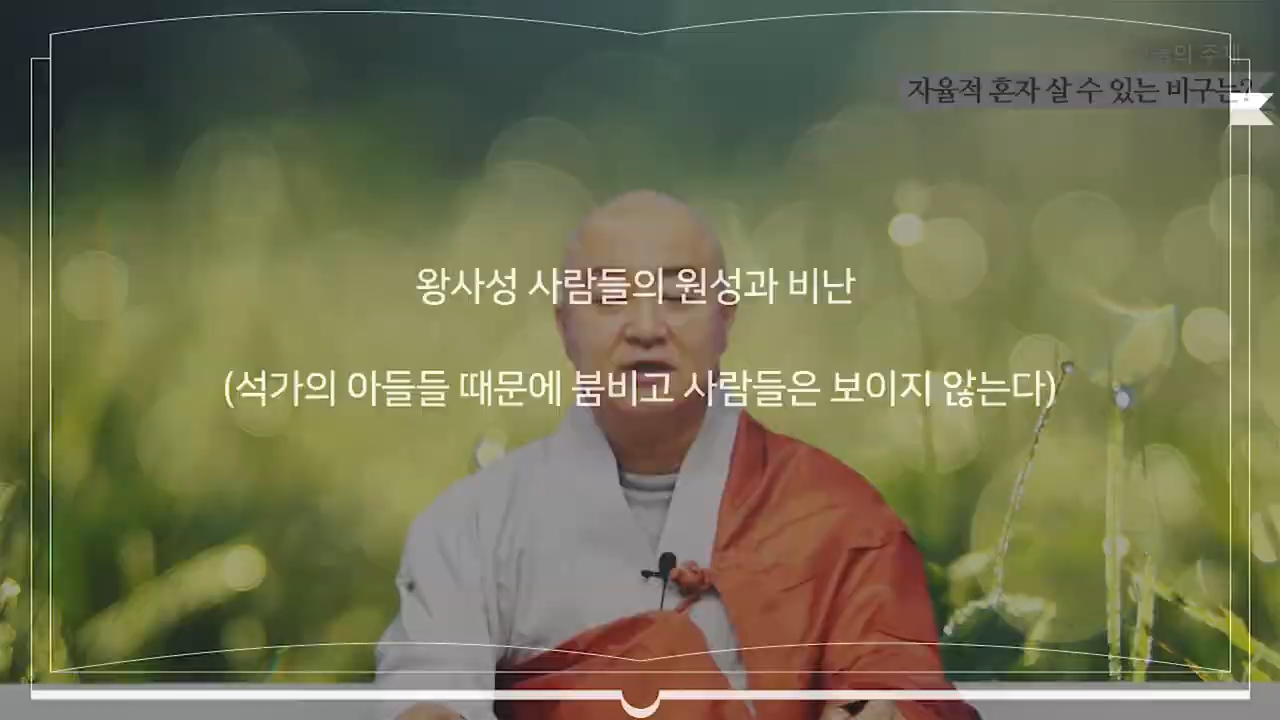 주제
자율적 혼자 살 수 있는 비구는?
왕사성 사람들의 원성과 비난
(석가의 아들들 때문에 붐비고 사람들은 보이지 않는다)